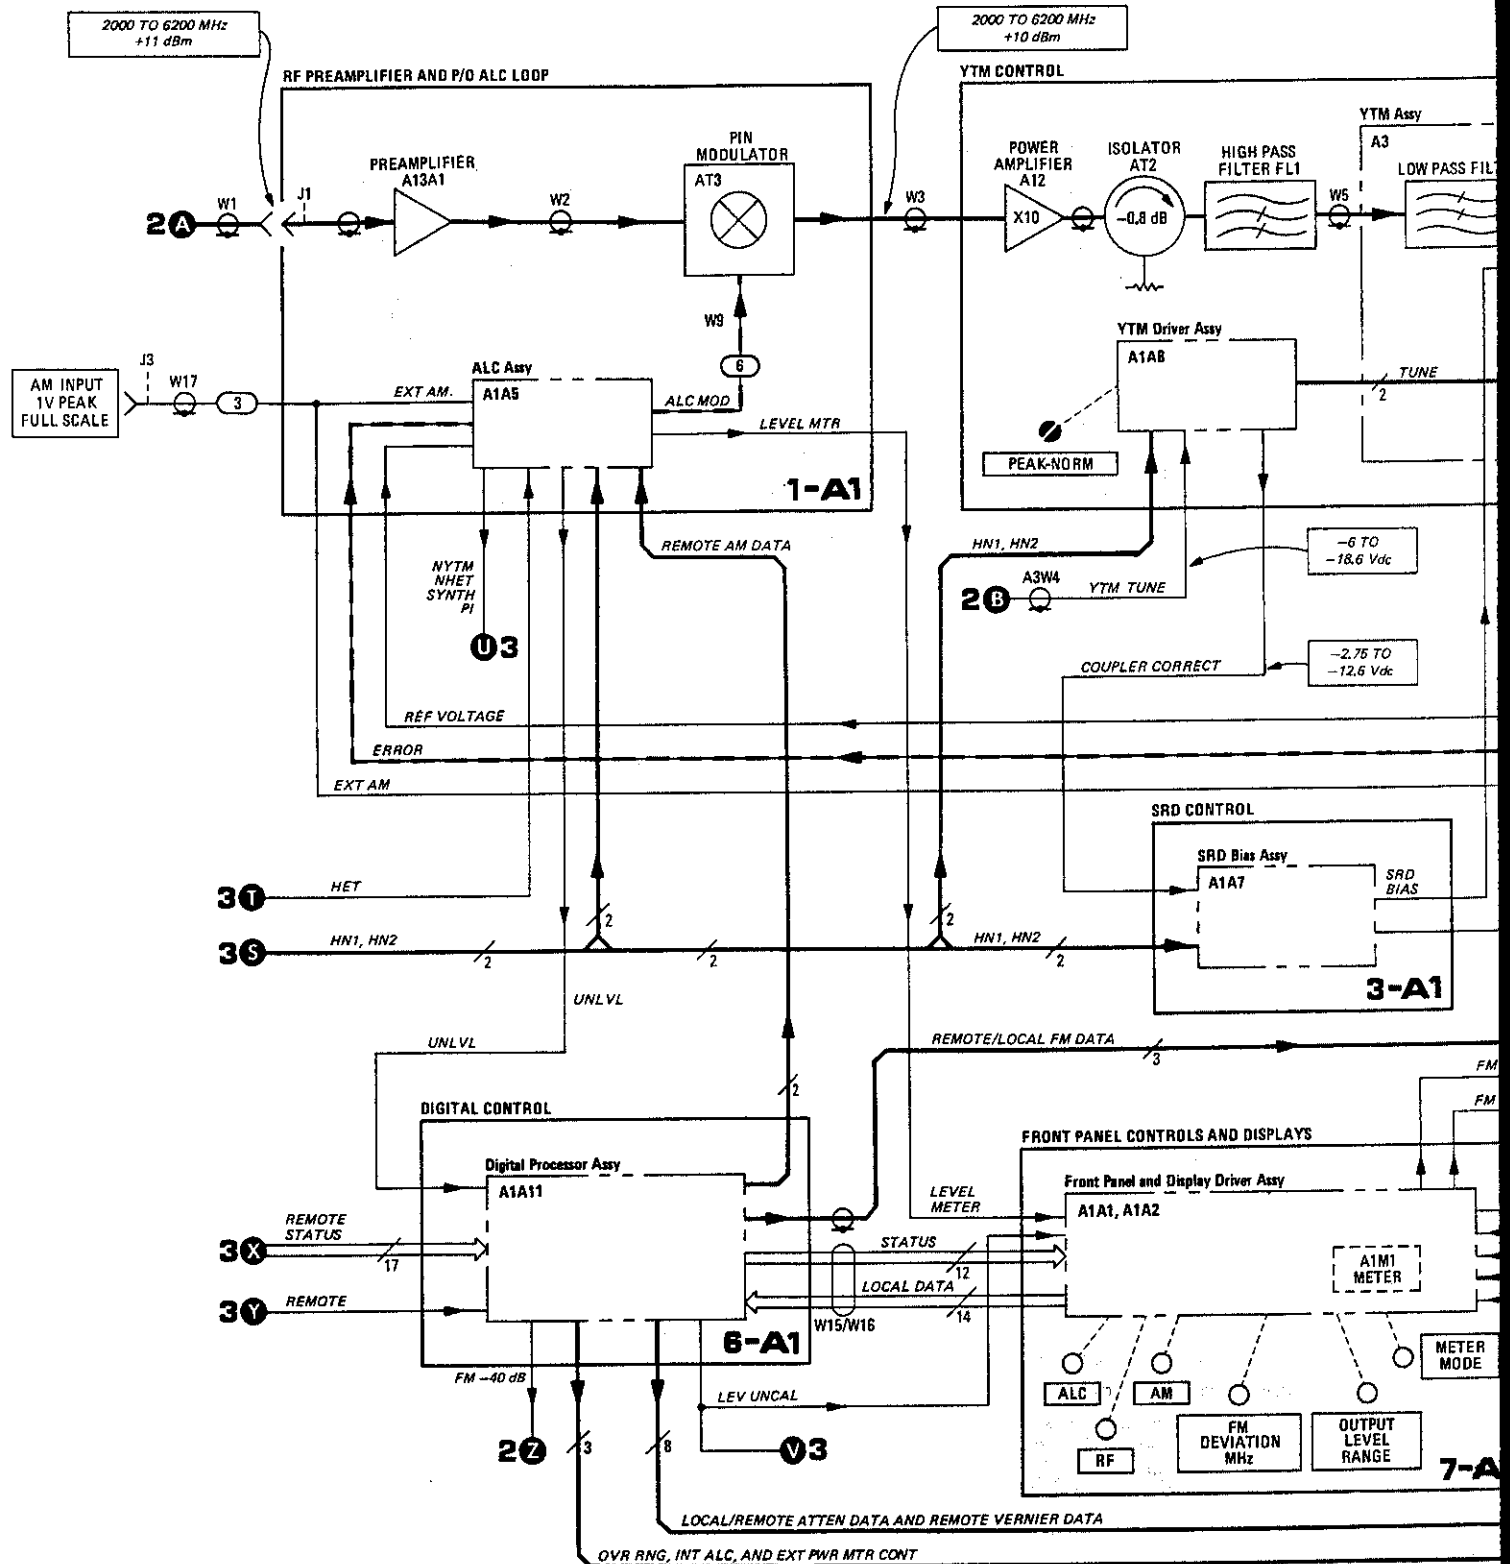 2000 TO 6200 MHz
+11 dBm
2000 TO 6200 MHz
+10 dBm
RF PREAMPLIFIER AND P/O ALC LOOP
YTM CONTROL
YTM Assy
A3
PREAMPLIFIER
A13A1
PIN
MODULATOR
AT3
POWER
AMPLIFIER
A12
X10
ISOLATOR
AT2
-0.8 dB
HIGH PASS
FILTER FL1
LOW PASS FILT
2 A
W1
J1
W2
W3
W5
W9
6
YTM Driver Assy
A1A8
TUNE
2
PEAK-NORM
AM INPUT
1V PEAK
FULL SCALE
J3
W17
3
EXT AM.
ALC Assy
A1A5
ALC MOD
LEVEL MTR
1-A1
REMOTE AM DATA
NYTM
NHET
SYNTH
PI
U 3
HN1, HN2
-6 TO
-18.6 Vdc
2 B
A3W4
YTM TUNE
COUPLER CORRECT
-2.75 TO
-12.6 Vdc
REF VOLTAGE
ERROR
EXT AM
SRD CONTROL
SRD Bias Assy
A1A7
SRD
BIAS
3-A1
3 T
HET
3 S
HN1, HN2
2
2
2
2
HN1, HN2
2
UNLVL
UNLVL
REMOTE/LOCAL FM DATA
3
2
FM
FM
DIGITAL CONTROL
Digital Processor Assy
A1A11
6-A1
FRONT PANEL CONTROLS AND DISPLAYS
Front Panel and Display Driver Assy
A1A1, A1A2
A1M1
METER
LEVEL
METER
REMOTE
STATUS
3 X
17
3 Y
REMOTE
STATUS
12
LOCAL DATA
14
W15/W16
FM -40 dB
LEV UNCAL
2 Z
3
8
V 3
ALC
RF
AM
FM
DEVIATION
MHz
OUTPUT
LEVEL
RANGE
METER
MODE
7-A
LOCAL/REMOTE ATTEN DATA AND REMOTE VERNIER DATA
OVR RNG, INT ALC, AND EXT PWR MTR CONT